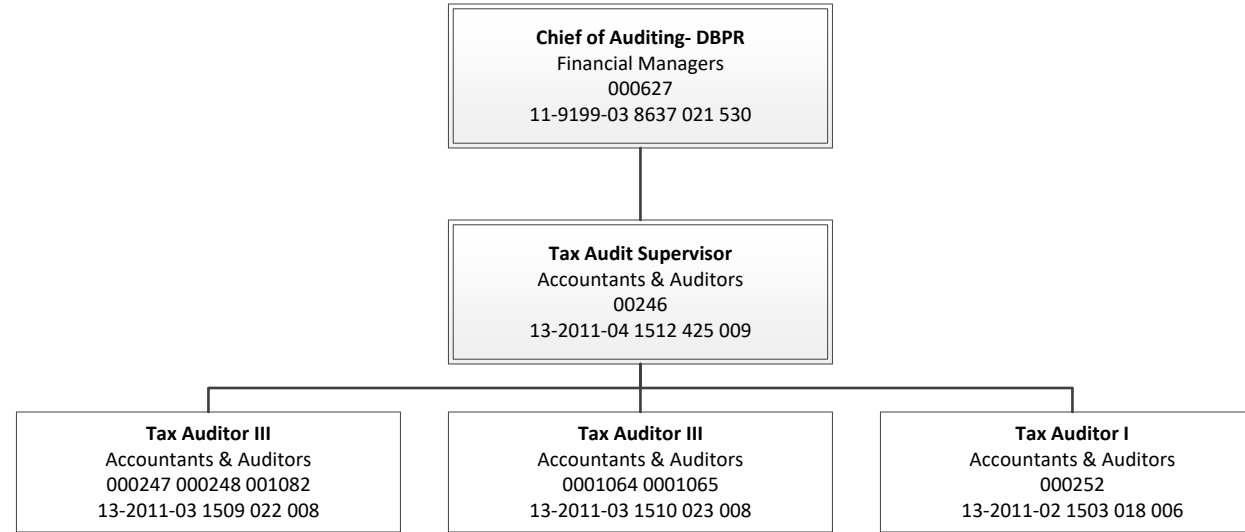 Chief of Auditing- DBPR
Financial Managers
000627
11-9199-03 8637 021 530
Tax Audit Supervisor
Accountants & Auditors
00246
13-2011-04 1512 425 009
Tax Auditor III
Accountants & Auditors
000247 000248 001082
13-2011-03 1509 022 008
Tax Auditor III
Accountants & Auditors
0001064 0001065
13-2011-03 1510 023 008
Tax Auditor I
Accountants & Auditors
000252
13-2011-02 1503 018 006